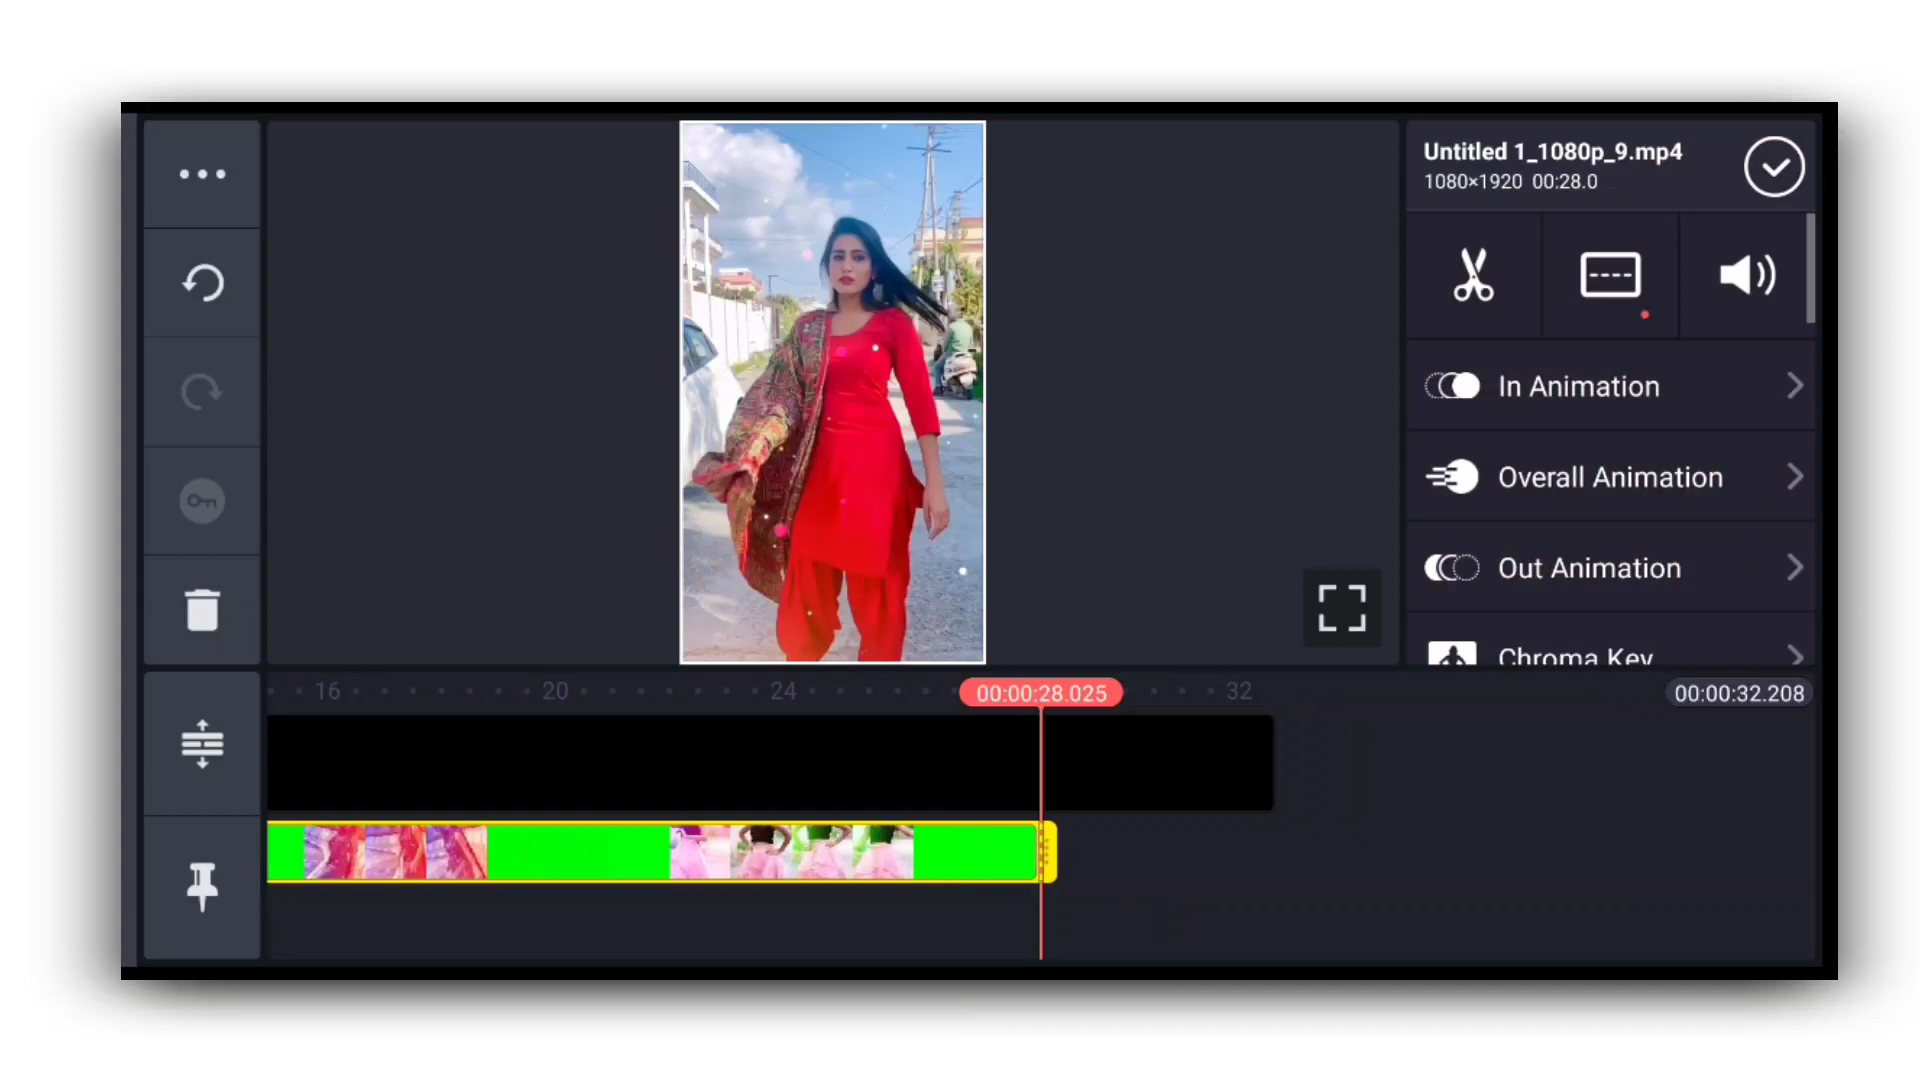 Untitled 1_1080p_9.mp4
1080×1920 00:28.0
In Animation
Overall Animation
Out Animation
Chroma Key
16 20 24 00:00:28.025 32 00:00:32.208